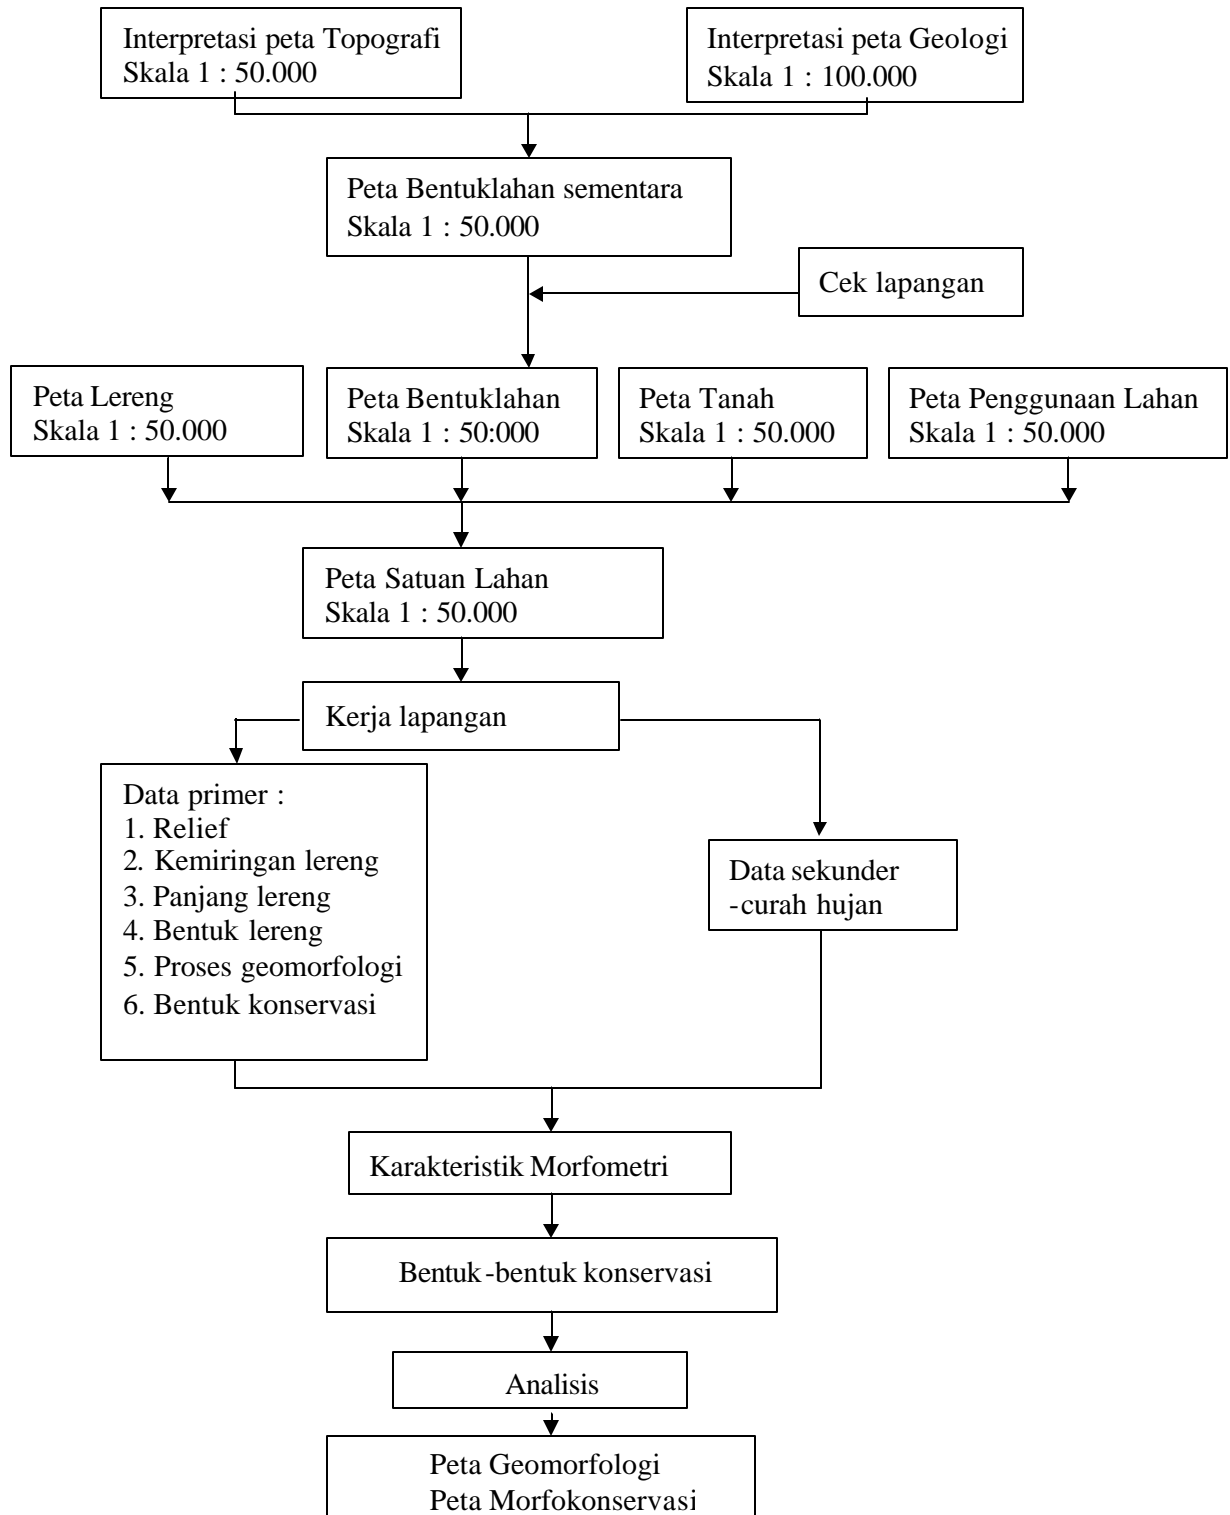 Interpretasi peta Topografi
Skala 1 : 50.000
Interpretasi peta Geologi
Skala 1 : 100.000
Peta Bentuklahan sementara
Skala 1 : 50.000
Cek lapangan
Peta Lereng
Skala 1 : 50.000
Peta Bentuklahan
Skala 1 : 50:000
Peta Tanah
Skala 1 : 50.000
Peta Penggunaan Lahan
Skala 1 : 50.000
Peta Satuan Lahan
Skala 1 : 50.000
Kerja lapangan
Data primer :
1. Relief
2. Kemiringan lereng
3. Panjang lereng
4. Bentuk lereng
5. Proses geomorfologi
6. Bentuk konservasi
Data sekunder
-curah hujan
Karakteristik Morfometri
Bentuk-bentuk konservasi
Analisis
Peta Geomorfologi
Peta Morfokonservasi